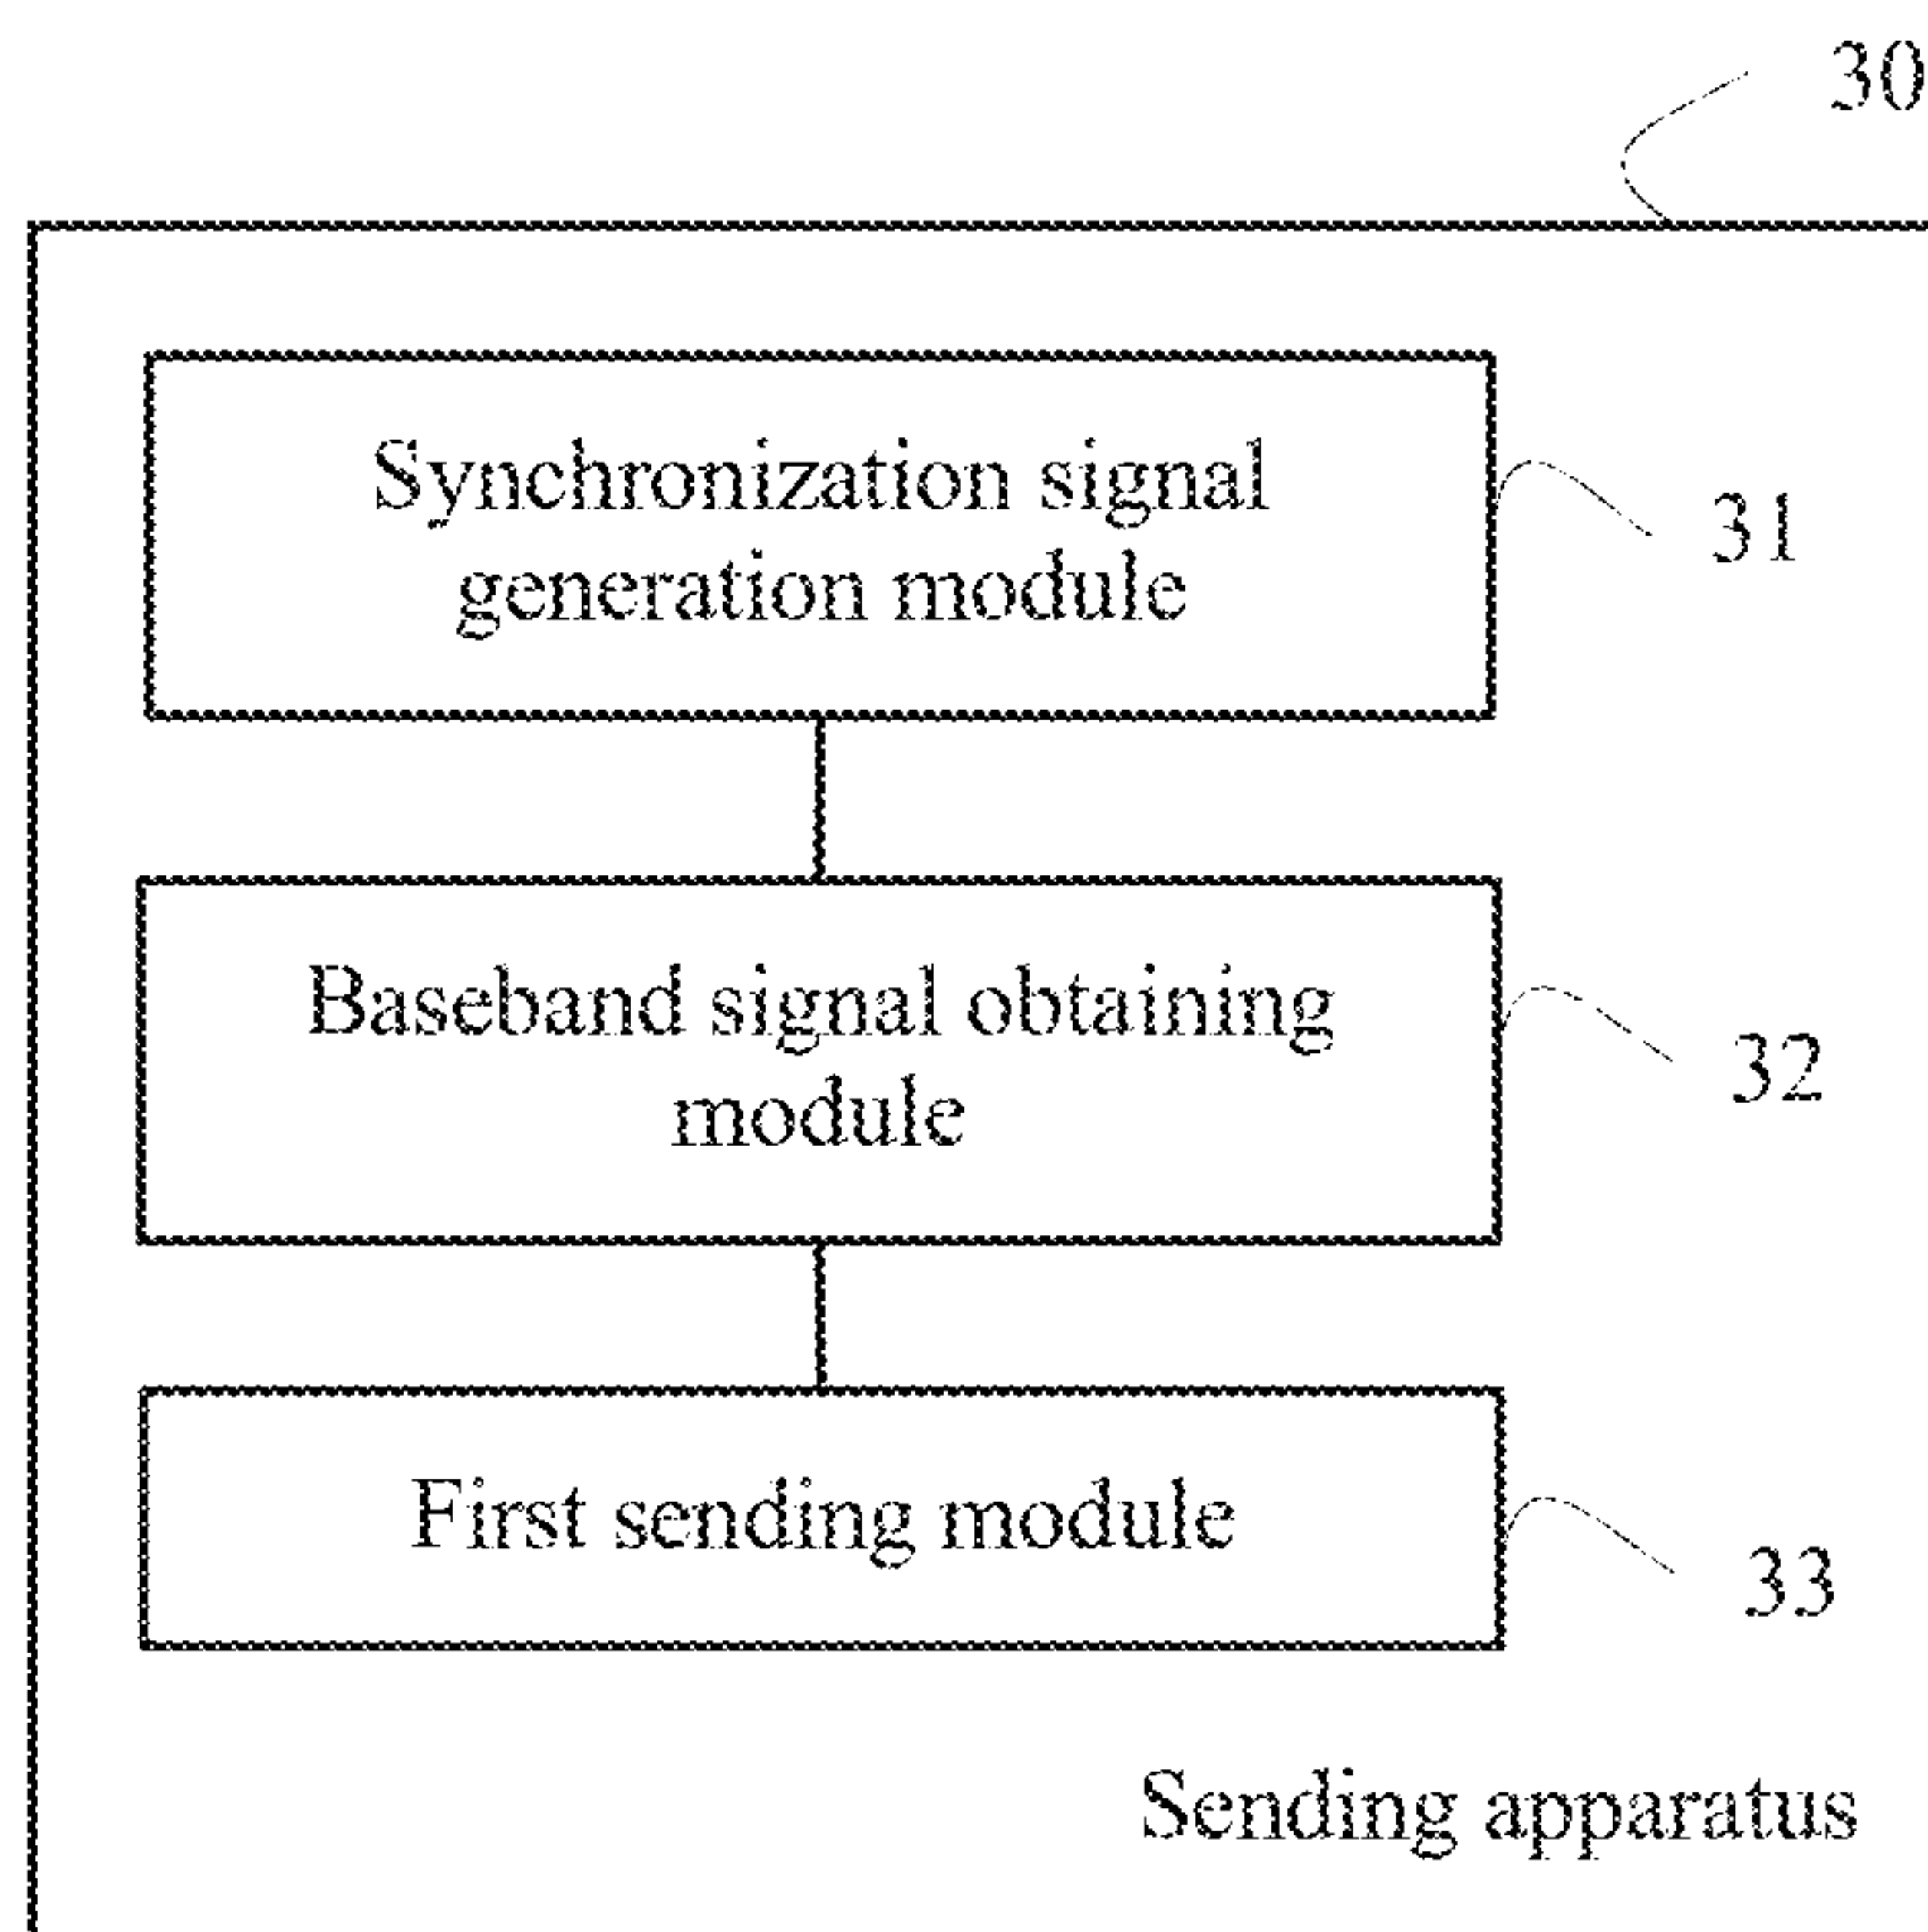 30
Synchronization signal
generation module
31
Baseband signal obtaining
module
32
First sending module
33
Sending apparatus